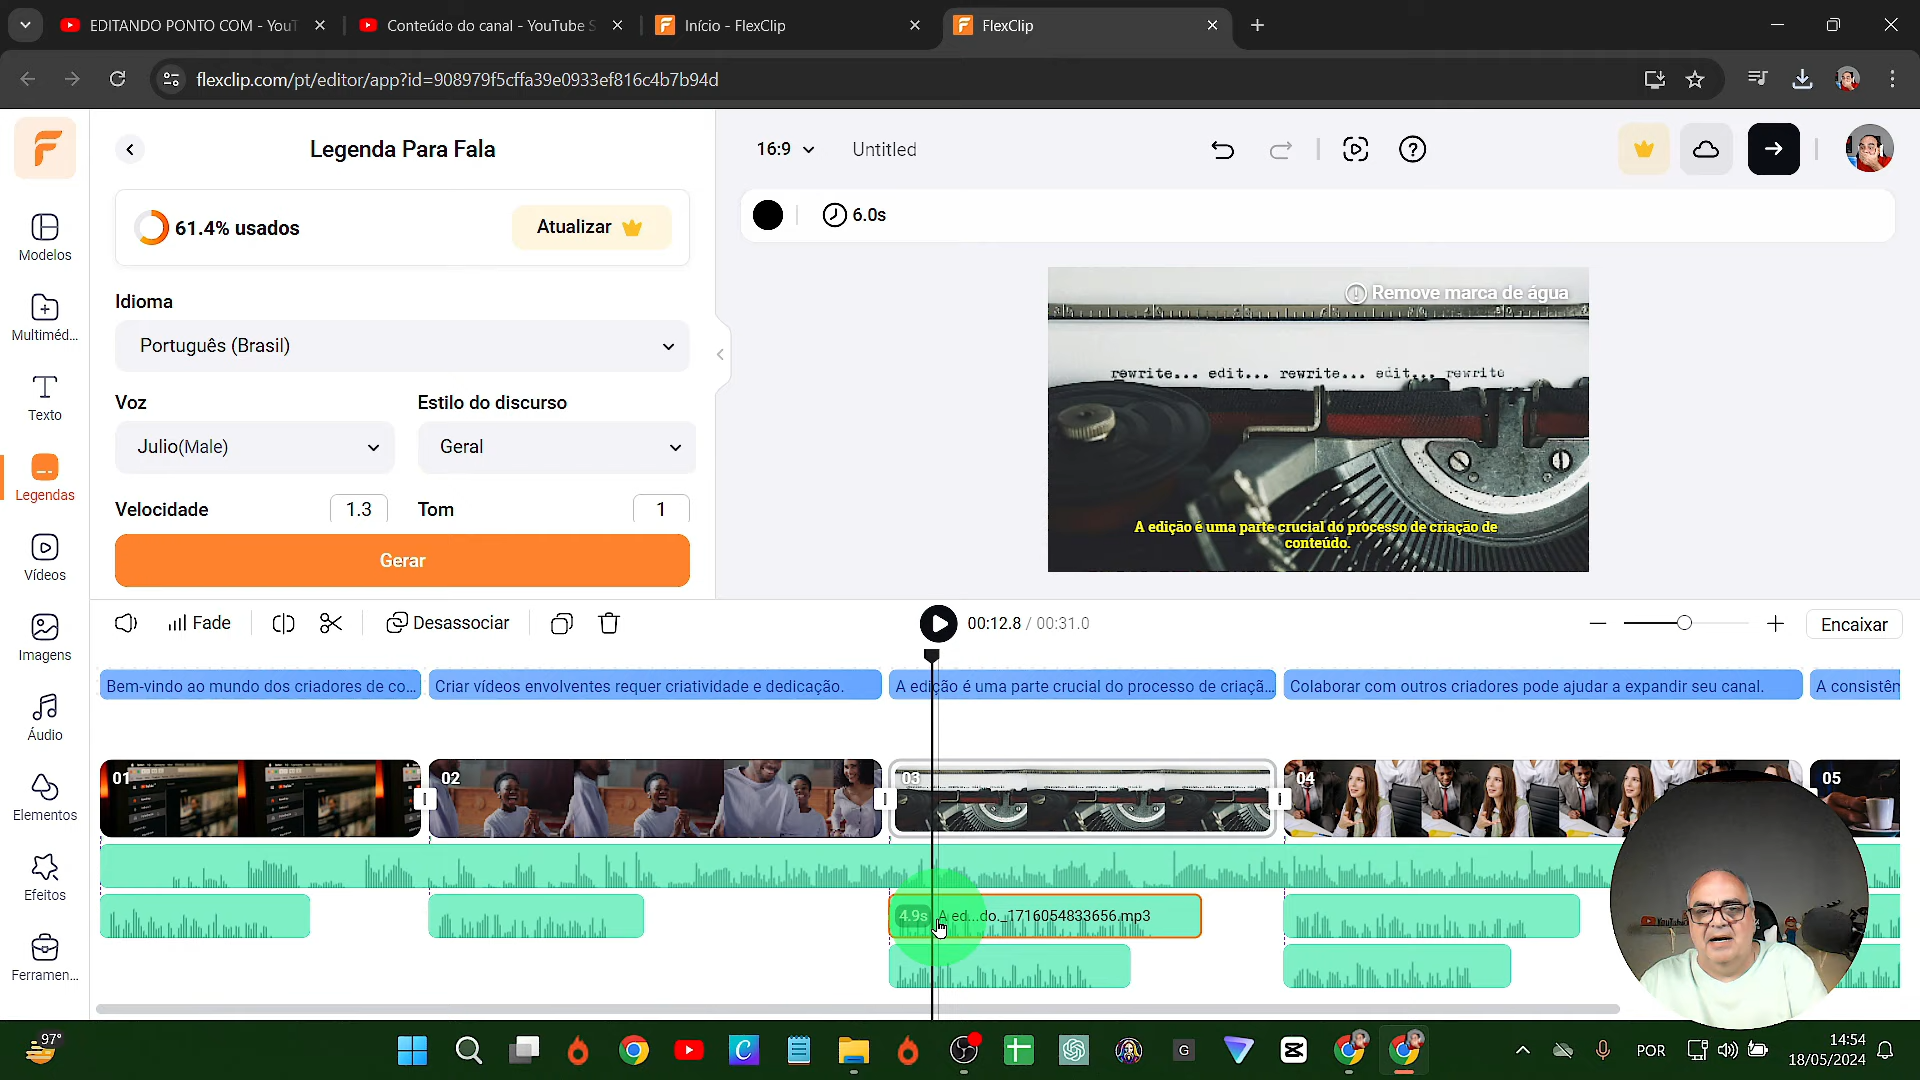 EDITANDO PONTO COM - YouT
Conteúdo do canal - YouTube S
Início - FlexClip
FlexClip
flexclip.com/pt/editor/app?id=908979f5cffa39e0933ef816c4b7b94d
Legenda Para Fala
16:9
Untitled
61.4% usados
Atualizar
6.0s
Modelos
Multimíd...
Texto
Legendas
Vídeos
Imagens
Áudio
Elementos
Efeitos
Ferramen...
Idioma
Português (Brasil)
Voz
Estilo do discurso
Julio(Male)
Geral
Velocidade
1.3
Tom
1
Gerar
Remove marca de água
rewrite... edit... rewrite... edit... rewrite
A edição é uma parte crucial do processo de criação de
conteúdo.
Fade
Desassociar
00:12.8 / 00:31.0
Encaixar
Bem-vindo ao mundo dos criadores de co...
Criar vídeos envolventes requer criatividade e dedicação.
A edição é uma parte crucial do processo de criaçã...
Colaborar com outros criadores pode ajudar a expandir seu canal.
A consistên
01
02
03
04
05
4.9s
A ed...do._1716054833656.mp3
97°
POR
14:54
18/05/2024